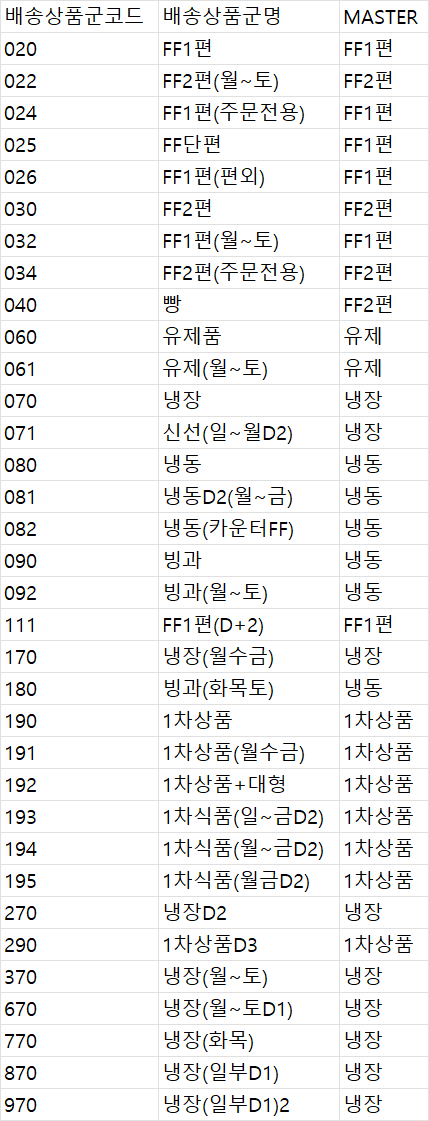 배송상품군코드 배송상품군명 MASTER
020 FF1편 FF1편
022 FF2편(월~토) FF2편
024 FF1편(주문전용) FF1편
025 FF단편 FF1편
026 FF1편(편외) FF1편
030 FF2편 FF2편
032 FF1편(월~토) FF1편
034 FF2편(주문전용) FF2편
040 빵 FF2편
060 유제품 유제
061 유제(월~토) 유제
070 냉장 냉장
071 신선(일~월D2) 냉장
080 냉동 냉동
081 냉동D2(월~금) 냉동
082 냉동(카운터FF) 냉동
090 빙과 냉동
092 빙과(월~토) 냉동
111 FF1편(D+2) FF1편
170 냉장(월수금) 냉장
180 빙과(화목토) 냉동
190 1차상품 1차상품
191 1차상품(월수금) 1차상품
192 1차상품+대형 1차상품
193 1차식품(일~금D2) 1차상품
194 1차식품(월~금D2) 1차상품
195 1차식품(월금D2) 1차상품
270 냉장D2 냉장
290 1차상품D3 1차상품
370 냉장(월~토) 냉장
670 냉장(월~토D1) 냉장
770 냉장(화목) 냉장
870 냉장(일부D1) 냉장
970 냉장(일부D1)2 냉장